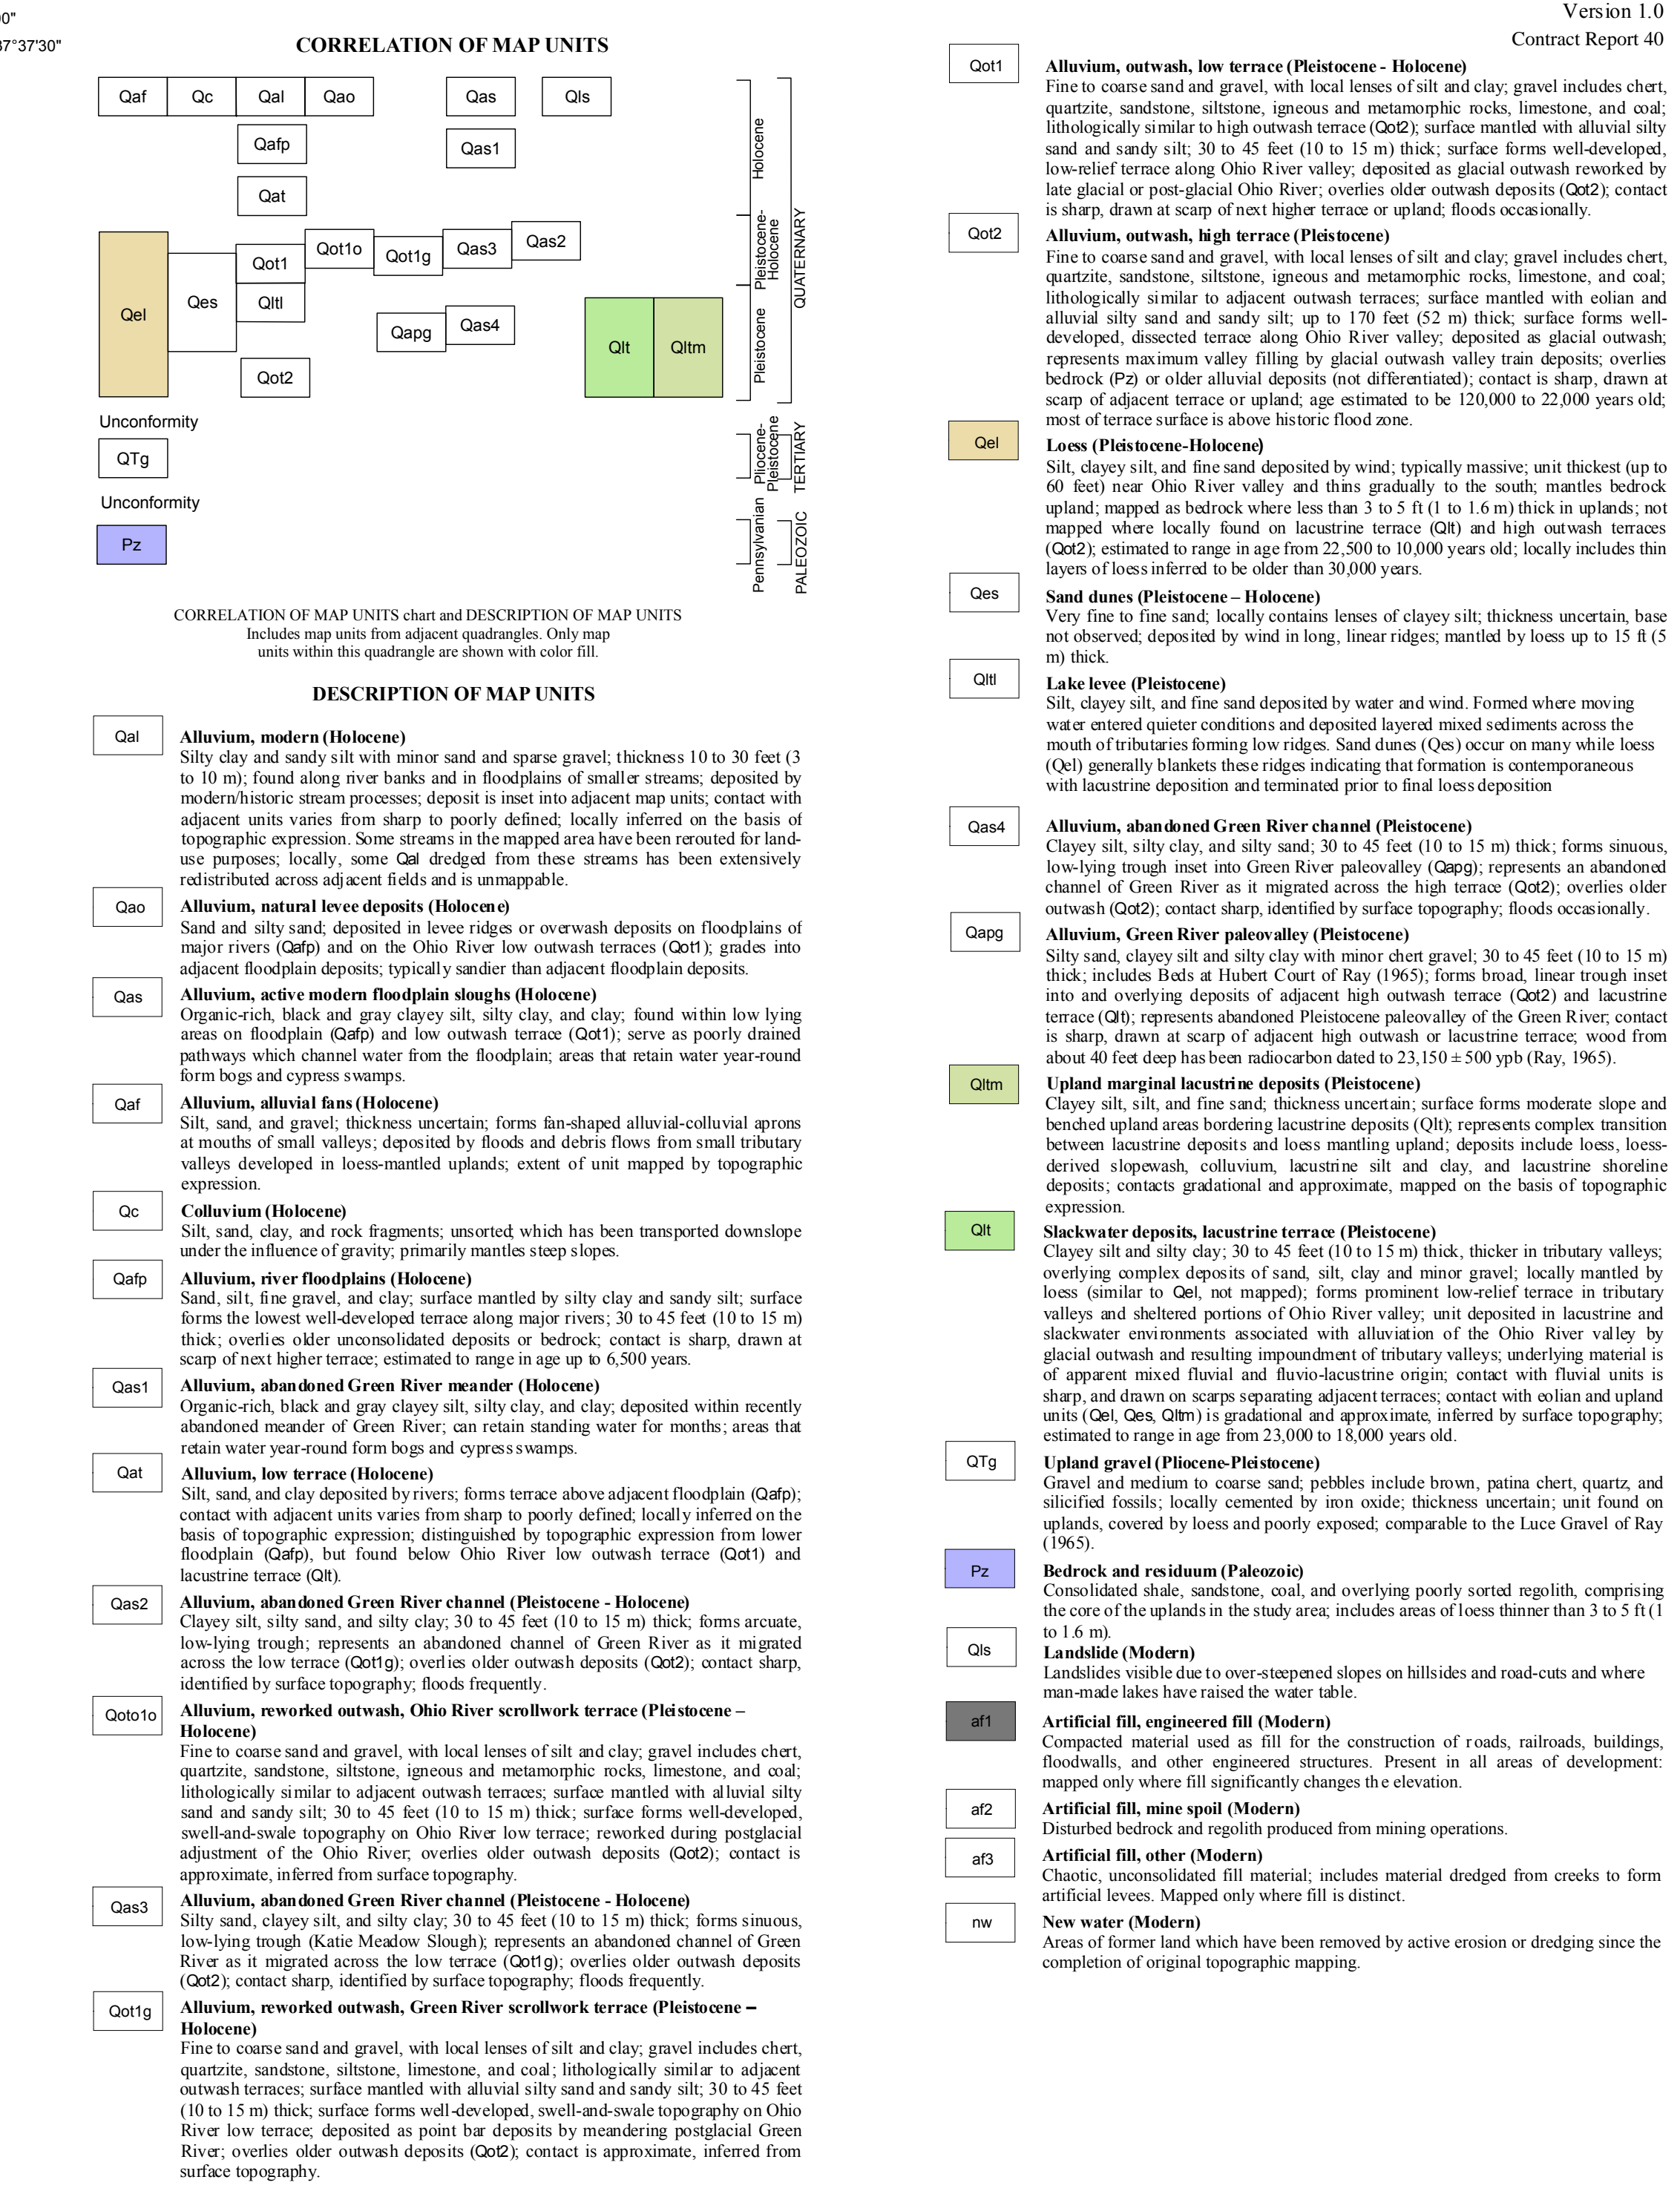 00"
37°37'30"
CORRELATION OF MAP UNITS
Qaf
Qc
Qal
Qao
Qas
Qls
Qafp
Qas1
Qat
Qot1
Qot1o
Qot1g
Qas3
Qas2
Qel
Qes
Qltl
Qapg
Qas4
Qlt
Qltm
Qot2
Holocene
Pleistocene-
Holocene
Pleistocene
QUATERNARY
Unconformity
QTg
Pliocene-
Pleistocene
TERTIARY
Unconformity
Pz
Pennsylvanian
PALEOZOIC
CORRELATION OF MAP UNITS chart and DESCRIPTION OF MAP UNITS
Includes map units from adjacent quadrangles. Only map
units within this quadrangle are shown with color fill.
DESCRIPTION OF MAP UNITS
Qal
Alluvium, modern (Holocene)
Silty clay and sandy silt with minor sand and sparse gravel; thickness 10 to 30 feet (3
to 10 m); found along river banks and in floodplains of smaller streams; deposited by
modern/historic stream processes; deposit is inset into adjacent map units; contact with
adjacent units varies from sharp to poorly defined; locally inferred on the basis of
topographic expression. Some streams in the mapped area have been rerouted for land-
use purposes; locally, some Qal dredged from these streams has been extensively
redistributed across adjacent fields and is unmappable.
Qao
Alluvium, natural levee deposits (Holocene)
Sand and silty sand; deposited in levee ridges or overwash deposits on floodplains of
major rivers (Qafp) and on the Ohio River low outwash terraces (Qot1); grades into
adjacent floodplain deposits; typically sandier than adjacent floodplain deposits.
Qas
Alluvium, active modern floodplain sloughs (Holocene)
Organic-rich, black and gray clayey silt, silty clay, and clay; found within low lying
areas on floodplain (Qafp) and low outwash terrace (Qot1); serve as poorly drained
pathways which channel water from the floodplain; areas that retain water year-round
form bogs and cypress swamps.
Qaf
Alluvium, alluvial fans (Holocene)
Silt, sand, and gravel; thickness uncertain; forms fan-shaped alluvial-colluvial aprons
at mouths of small valleys; deposited by floods and debris flows from small tributary
valleys developed in loess-mantled uplands; extent of unit mapped by topographic
expression.
Qc
Colluvium (Holocene)
Silt, sand, clay, and rock fragments; unsorted; which has been transported downslope
under the influence of gravity; primarily mantles steep slopes.
Qafp
Alluvium, river floodplains (Holocene)
Sand, silt, fine gravel, and clay; surface mantled by silty clay and sandy silt; surface
forms the lowest well-developed terrace along major rivers; 30 to 45 feet (10 to 15 m)
thick; overlies older unconsolidated deposits or bedrock; contact is sharp, drawn at
scarp of next higher terrace; estimated to range in age up to 6,500 years.
Qas1
Alluvium, abandoned Green River meander (Holocene)
Organic-rich, black and gray clayey silt, silty clay, and clay; deposited within recently
abandoned meander of Green River; can retain standing water for months; areas that
retain water year-round form bogs and cypress swamps.
Qat
Alluvium, low terrace (Holocene)
Silt, sand, and clay deposited by rivers; forms terrace above adjacent floodplain (Qafp);
contact with adjacent units varies from sharp to poorly defined; locally inferred on the
basis of topographic expression; distinguished by topographic expression from lower
floodplain (Qafp), but found below Ohio River low outwash terrace (Qot1) and
lacustrine terrace (Qlt).
Qas2
Alluvium, abandoned Green River channel (Pleistocene - Holocene)
Clayey silt, silty sand, and silty clay; 30 to 45 feet (10 to 15 m) thick; forms arcuate,
low-lying trough; represents an abandoned channel of Green River as it migrated
across the low terrace (Qot1g); overlies older outwash deposits (Qot2); contact sharp,
identified by surface topography; floods frequently.
Qoto1o
Alluvium, reworked outwash, Ohio River scrollwork terrace (Pleistocene –
Holocene)
Fine to coarse sand and gravel, with local lenses of silt and clay; gravel includes chert,
quartzite, sandstone, siltstone, igneous and metamorphic rocks, limestone, and coal;
lithologically similar to adjacent outwash terraces; surface mantled with alluvial silty
sand and sandy silt; 30 to 45 feet (10 to 15 m) thick; surface forms well-developed,
swell-and-swale topography on Ohio River low terrace; reworked during postglacial
adjustment of the Ohio River; overlies older outwash deposits (Qot2); contact is
approximate, inferred from surface topography.
Qas3
Alluvium, abandoned Green River channel (Pleistocene - Holocene)
Silty sand, clayey silt, and silty clay; 30 to 45 feet (10 to 15 m) thick; forms sinuous,
low-lying trough (Katie Meadow Slough); represents an abandoned channel of Green
River as it migrated across the low terrace (Qot1g); overlies older outwash deposits
(Qot2); contact sharp, identified by surface topography; floods frequently.
Qot1g
Alluvium, reworked outwash, Green River scrollwork terrace (Pleistocene –
Holocene)
Fine to coarse sand and gravel, with local lenses of silt and clay; gravel includes chert,
quartzite, sandstone, siltstone, limestone, and coal; lithologically similar to adjacent
outwash terraces; surface mantled with alluvial silty sand and sandy silt; 30 to 45 feet
(10 to 15 m) thick; surface forms well-developed, swell-and-swale topography on Ohio
River low terrace; deposited as point bar deposits by meandering postglacial Green
River; overlies older outwash deposits (Qot2); contact is approximate, inferred from
surface topography.
Version 1.0
Contract Report 40
Qot1
Alluvium, outwash, low terrace (Pleistocene - Holocene)
Fine to coarse sand and gravel, with local lenses of silt and clay; gravel includes chert,
quartzite, sandstone, siltstone, igneous and metamorphic rocks, limestone, and coal;
lithologically similar to high outwash terrace (Qot2); surface mantled with alluvial silty
sand and sandy silt; 30 to 45 feet (10 to 15 m) thick; surface forms well-developed,
low-relief terrace along Ohio River valley; deposited as glacial outwash reworked by
late glacial or post-glacial Ohio River; overlies older outwash deposits (Qot2); contact
is sharp, drawn at scarp of next higher terrace or upland; floods occasionally.
Qot2
Alluvium, outwash, high terrace (Pleistocene)
Fine to coarse sand and gravel, with local lenses of silt and clay; gravel includes chert,
quartzite, sandstone, siltstone, igneous and metamorphic rocks, limestone, and coal;
lithologically similar to adjacent outwash terraces; surface mantled with eolian and
alluvial silty sand and sandy silt; up to 170 feet (52 m) thick; surface forms well-
developed, dissected terrace along Ohio River valley; deposited as glacial outwash;
represents maximum valley filling by glacial outwash valley train deposits; overlies
bedrock (Pz) or older alluvial deposits (not differentiated); contact is sharp, drawn at
scarp of adjacent terrace or upland; age estimated to be 120,000 to 22,000 years old;
most of terrace surface is above historic flood zone.
Qel
Loess (Pleistocene-Holocene)
Silt, clayey silt, and fine sand deposited by wind; typically massive; unit thickest (up to
60 feet) near Ohio River valley and thins gradually to the south; mantles bedrock
upland; mapped as bedrock where less than 3 to 5 ft (1 to 1.6 m) thick in uplands; not
mapped where locally found on lacustrine terrace (Qlt) and high outwash terraces
(Qot2); estimated to range in age from 22,500 to 10,000 years old; locally includes thin
layers of loess inferred to be older than 30,000 years.
Qes
Sand dunes (Pleistocene – Holocene)
Very fine to fine sand; locally contains lenses of clayey silt; thickness uncertain, base
not observed; deposited by wind in long, linear ridges; mantled by loess up to 15 ft (5
m) thick.
Qltl
Lake levee (Pleistocene)
Silt, clayey silt, and fine sand deposited by water and wind. Formed where moving
water entered quieter conditions and deposited layered mixed sediments across the
mouth of tributaries forming low ridges. Sand dunes (Qes) occur on many while loess
(Qel) generally blankets these ridges indicating that formation is contemporaneous
with lacustrine deposition and terminated prior to final loess deposition
Qas4
Alluvium, abandoned Green River channel (Pleistocene)
Clayey silt, silty clay, and silty sand; 30 to 45 feet (10 to 15 m) thick; forms sinuous,
low-lying trough inset into Green River paleovalley (Qapg); represents an abandoned
channel of Green River as it migrated across the high terrace (Qot2); overlies older
outwash (Qot2); contact sharp, identified by surface topography; floods occasionally.
Qapg
Alluvium, Green River paleovalley (Pleistocene)
Silty sand, clayey silt and silty clay with minor chert gravel; 30 to 45 feet (10 to 15 m)
thick; includes Beds at Hubert Court of Ray (1965); forms broad, linear trough inset
into and overlying deposits of adjacent high outwash terrace (Qot2) and lacustrine
terrace (Qlt); represents abandoned Pleistocene paleovalley of the Green River; contact
is sharp, drawn at scarp of adjacent high outwash or lacustrine terrace; wood from
about 40 feet deep has been radiocarbon dated to 23,150 ± 500 ypb (Ray, 1965).
Qltm
Upland marginal lacustrine deposits (Pleistocene)
Clayey silt, silt, and fine sand; thickness uncertain; surface forms moderate slope and
benched upland areas bordering lacustrine deposits (Qlt); represents complex transition
between lacustrine deposits and loess mantling upland; deposits include loess, loess-
derived slopewash, colluvium, lacustrine silt and clay, and lacustrine shoreline
deposits; contacts gradational and approximate, mapped on the basis of topographic
expression.
Qlt
Slackwater deposits, lacustrine terrace (Pleistocene)
Clayey silt and silty clay; 30 to 45 feet (10 to 15 m) thick, thicker in tributary valleys;
overlying complex deposits of sand, silt, clay and minor gravel; locally mantled by
loess (similar to Qel, not mapped); forms prominent low-relief terrace in tributary
valleys and sheltered portions of Ohio River valley; unit deposited in lacustrine and
slackwater environments associated with alluviation of the Ohio River valley by
glacial outwash and resulting impoundment of tributary valleys; underlying material is
of apparent mixed fluvial and fluvio-lacustrine origin; contact with fluvial units is
sharp, and drawn on scarps separating adjacent terraces; contact with eolian and upland
units (Qel, Qes, Qltm) is gradational and approximate, inferred by surface topography;
estimated to range in age from 23,000 to 18,000 years old.
QTg
Upland gravel (Pliocene-Pleistocene)
Gravel and medium to coarse sand; pebbles include brown, patina chert, quartz, and
silicified fossils; locally cemented by iron oxide; thickness uncertain; unit found on
uplands, covered by loess and poorly exposed; comparable to the Luce Gravel of Ray
(1965).
Pz
Bedrock and residuum (Paleozoic)
Consolidated shale, sandstone, coal, and overlying poorly sorted regolith, comprising
the core of the uplands in the study area; includes areas of loess thinner than 3 to 5 ft (1
to 1.6 m).
Qls
Landslide (Modern)
Landslides visible due to over-steepened slopes on hillsides and road-cuts and where
man-made lakes have raised the water table.
af1
Artificial fill, engineered fill (Modern)
Compacted material used as fill for the construction of roads, railroads, buildings,
floodwalls, and other engineered structures. Present in all areas of development:
mapped only where fill significantly changes the elevation.
af2
Artificial fill, mine spoil (Modern)
Disturbed bedrock and regolith produced from mining operations.
af3
Artificial fill, other (Modern)
Chaotic, unconsolidated fill material; includes material dredged from creeks to form
artificial levees. Mapped only where fill is distinct.
nw
New water (Modern)
Areas of former land which have been removed by active erosion or dredging since the
completion of original topographic mapping.